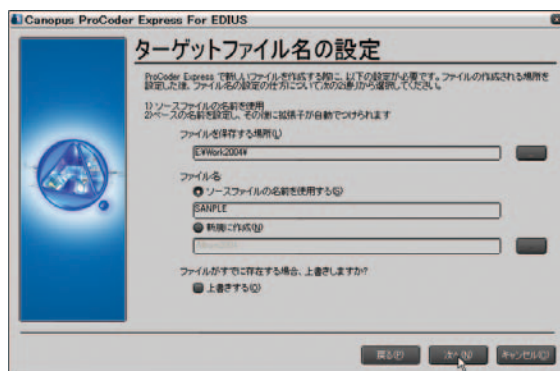 Canopus ProCoder Express For EDIUS
ターゲットファイル名の設定
ProCoder Express で新しいファイルを作成する際に、以下の設定が必要です。ファイルの作成される場所を
設定した後、ファイル名の設定の仕方について次の2通りから選択してください。
1) ソースファイルの名前を使用
2)ベースの名前を設定し、その後に拡張子が自動でつけられます
ファイルを保存する場所(L)
E:¥Work2004¥
ファイル名
ソースファイルの名前を使用する(S)
SANPLE
新規に作成(N)
ファイルがすでに存在する場合、上書きしますか?
上書きする(O)
戻る(P)
次へ(N)
キャンセル(C)